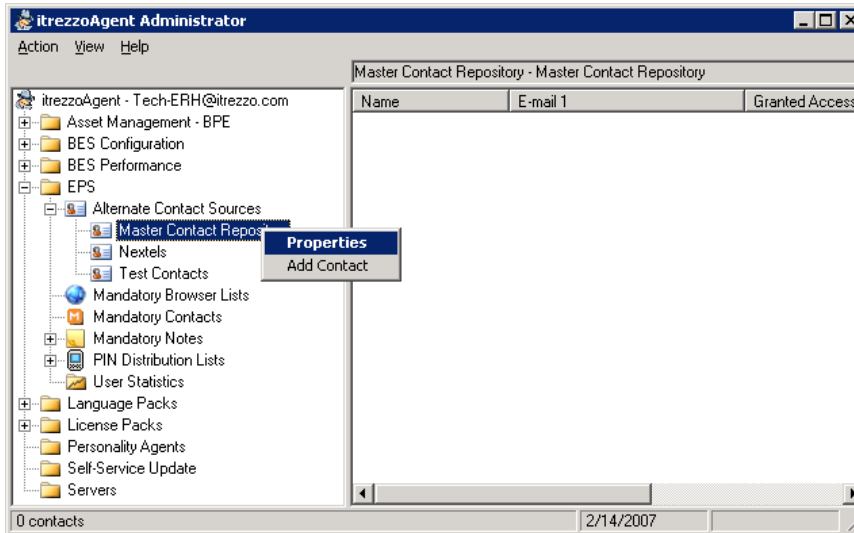 itrezzoAgent Administrator
Action View Help
Master Contact Repository - Master Contact Repository
itrezzoAgent - Tech-ERH@itrezzo.com
Name E-mail 1 Granted Access
Asset Management - BPE
BES Configuration
BES Performance
EPS
Alternate Contact Sources
Master Contact Reposi
Properties
Nextels
Add Contact
Test Contacts
Mandatory Browser Lists
Mandatory Contacts
Mandatory Notes
PIN Distribution Lists
User Statistics
Language Packs
License Packs
Personality Agents
Self-Service Update
Servers
0 contacts 2/14/2007